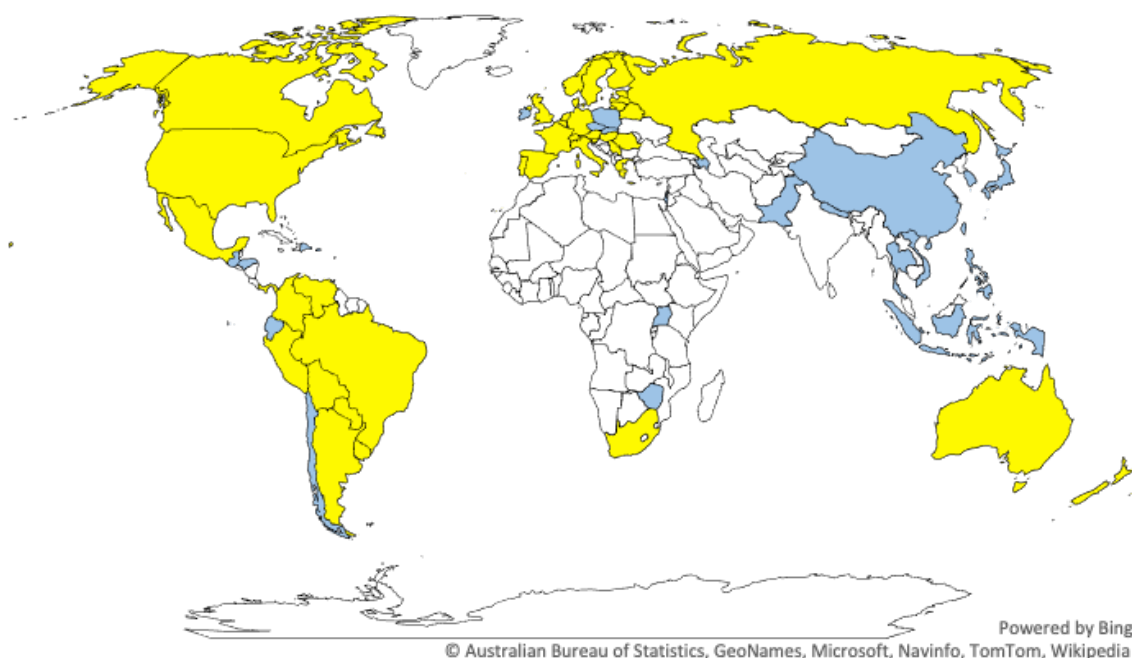 Powered by Bing
© Australian Bureau of Statistics, GeoNames, Microsoft, Navinfo, TomTom, Wikipedia